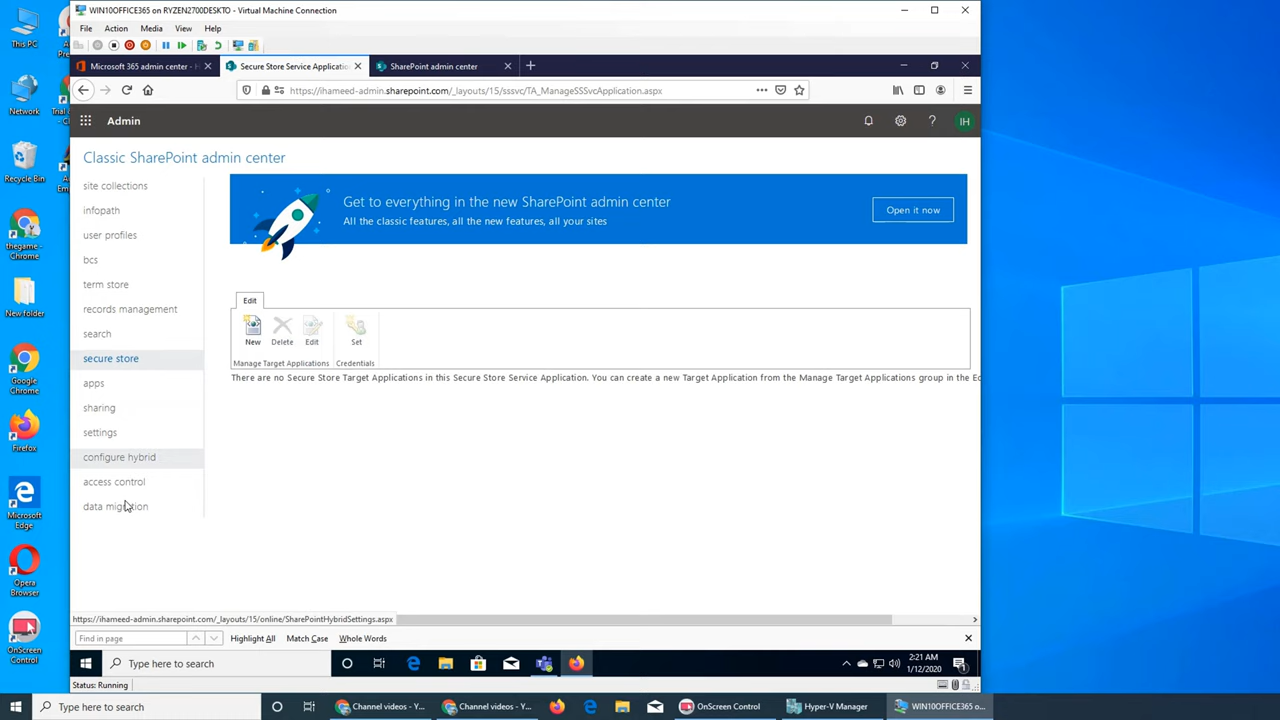 This PC
Network
Recycle Bin
thegame -
Chrome
New folder
Google
Chrome
Firefox
Microsoft
Edge
Opera
Browser
OnScreen
Control
WIN10OFFICE365 on RYZEN2700DESKTO - Virtual Machine Connection
File Action Media View Help
Microsoft 365 admin center - H
Secure Store Service Application
SharePoint admin center
https://ihameed-admin.sharepoint.com/_layouts/15/sssvc/TA_ManageSSSvcApplication.aspx
Admin
IH
Classic SharePoint admin center
site collections
infopath
user profiles
bcs
term store
records management
search
secure store
apps
sharing
settings
configure hybrid
access control
data migration
Get to everything in the new SharePoint admin center
All the classic features, all the new features, all your sites
Open it now
Edit
New Delete Edit Set
Manage Target Applications Credentials
There are no Secure Store Target Applications in this Secure Store Service Application. You can create a new Target Application from the Manage Target Applications group in the Ed
https://ihameed-admin.sharepoint.com/_layouts/15/online/SharePointHybridSettings.aspx
Find in page Highlight All Match Case Whole Words
Type here to search
2:21 AM
1/12/2020
1
Status: Running
Type here to search
Channel videos - Y...
Channel videos - Y...
OnScreen Control
Hyper-V Manager
WIN10OFFICE365 o...